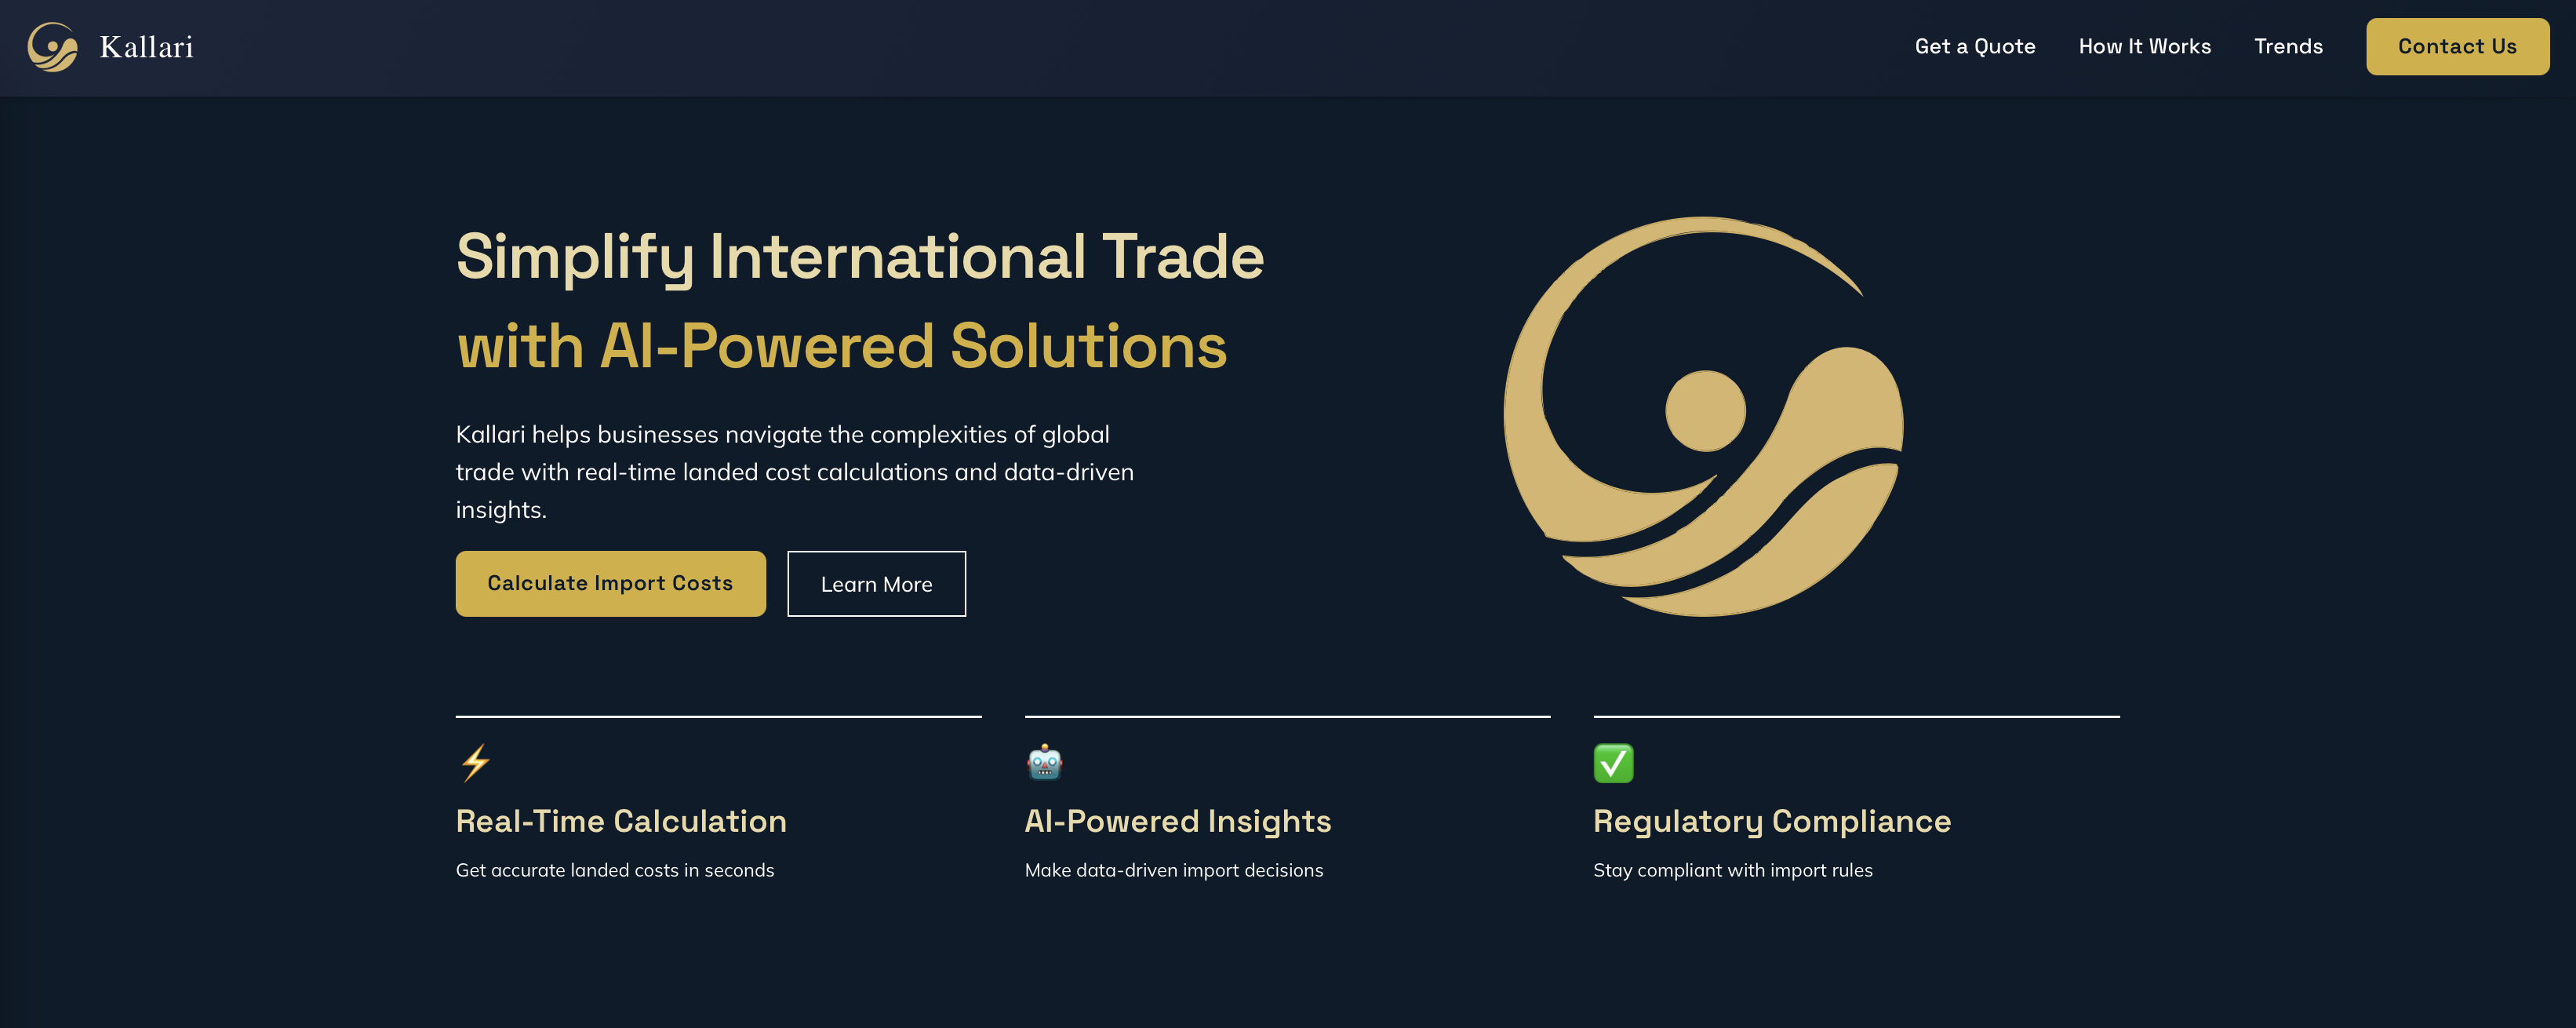 Kallari
Get a Quote
How It Works
Trends
Contact Us
Simplify International Trade
with AI-Powered Solutions
Kallari helps businesses navigate the complexities of global
trade with real-time landed cost calculations and data-driven
insights.
Calculate Import Costs
Learn More
Real-Time Calculation
Get accurate landed costs in seconds
AI-Powered Insights
Make data-driven import decisions
Regulatory Compliance
Stay compliant with import rules